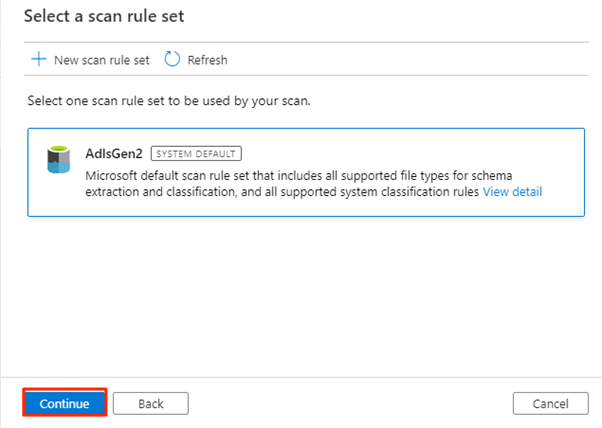 Select a scan rule set
New scan rule set Refresh
Select one scan rule set to be used by your scan.
AdlsGen2 SYSTEM DEFAULT
Microsoft default scan rule set that includes all supported file types for schema
extraction and classification, and all supported system classification rules View detail
Continue Back Cancel